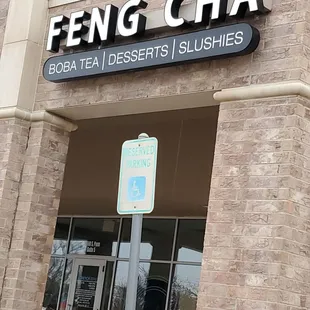 FENG CHA
BOBA TEA | DESSERTS | SLUSHIES
RESERVED
PARKING